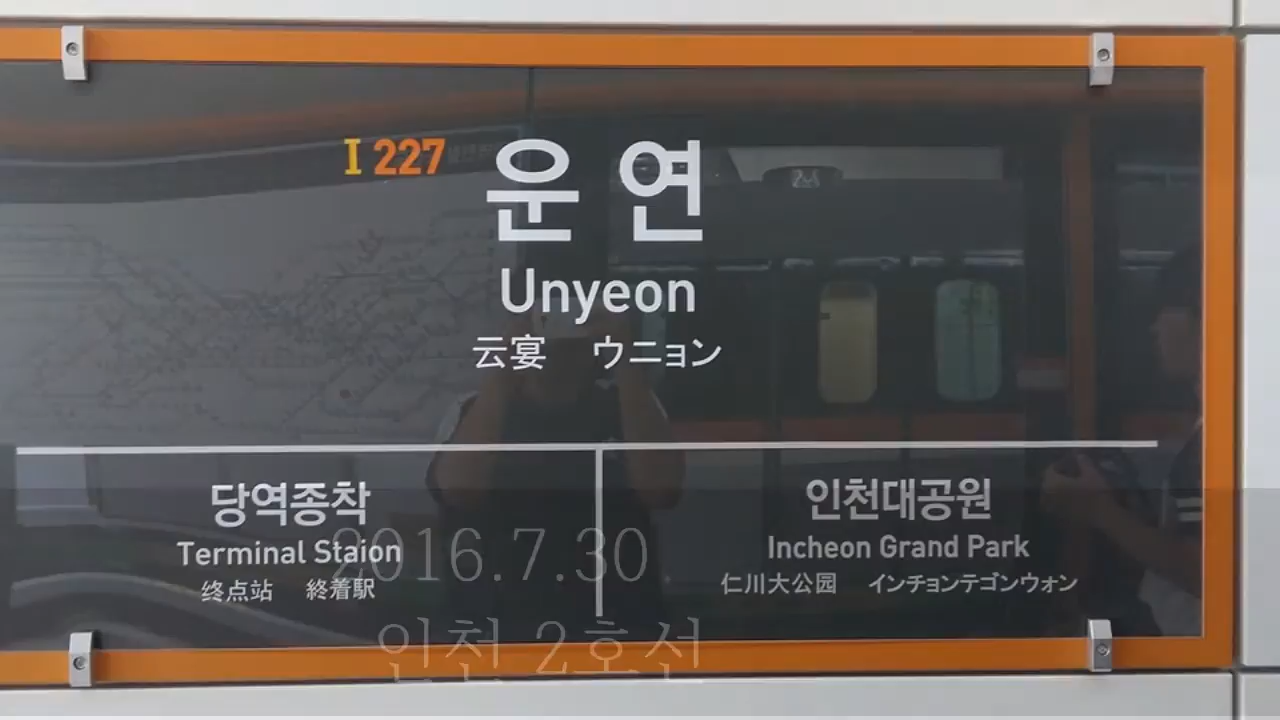 I 227
운연
Unyeon
云宴 ウニョン
당역종착
Terminal Staion
终点站 終着駅
인천대공원
Incheon Grand Park
仁川大公园 インチョンテゴンウォン
2016.7.30.
인천 2호선